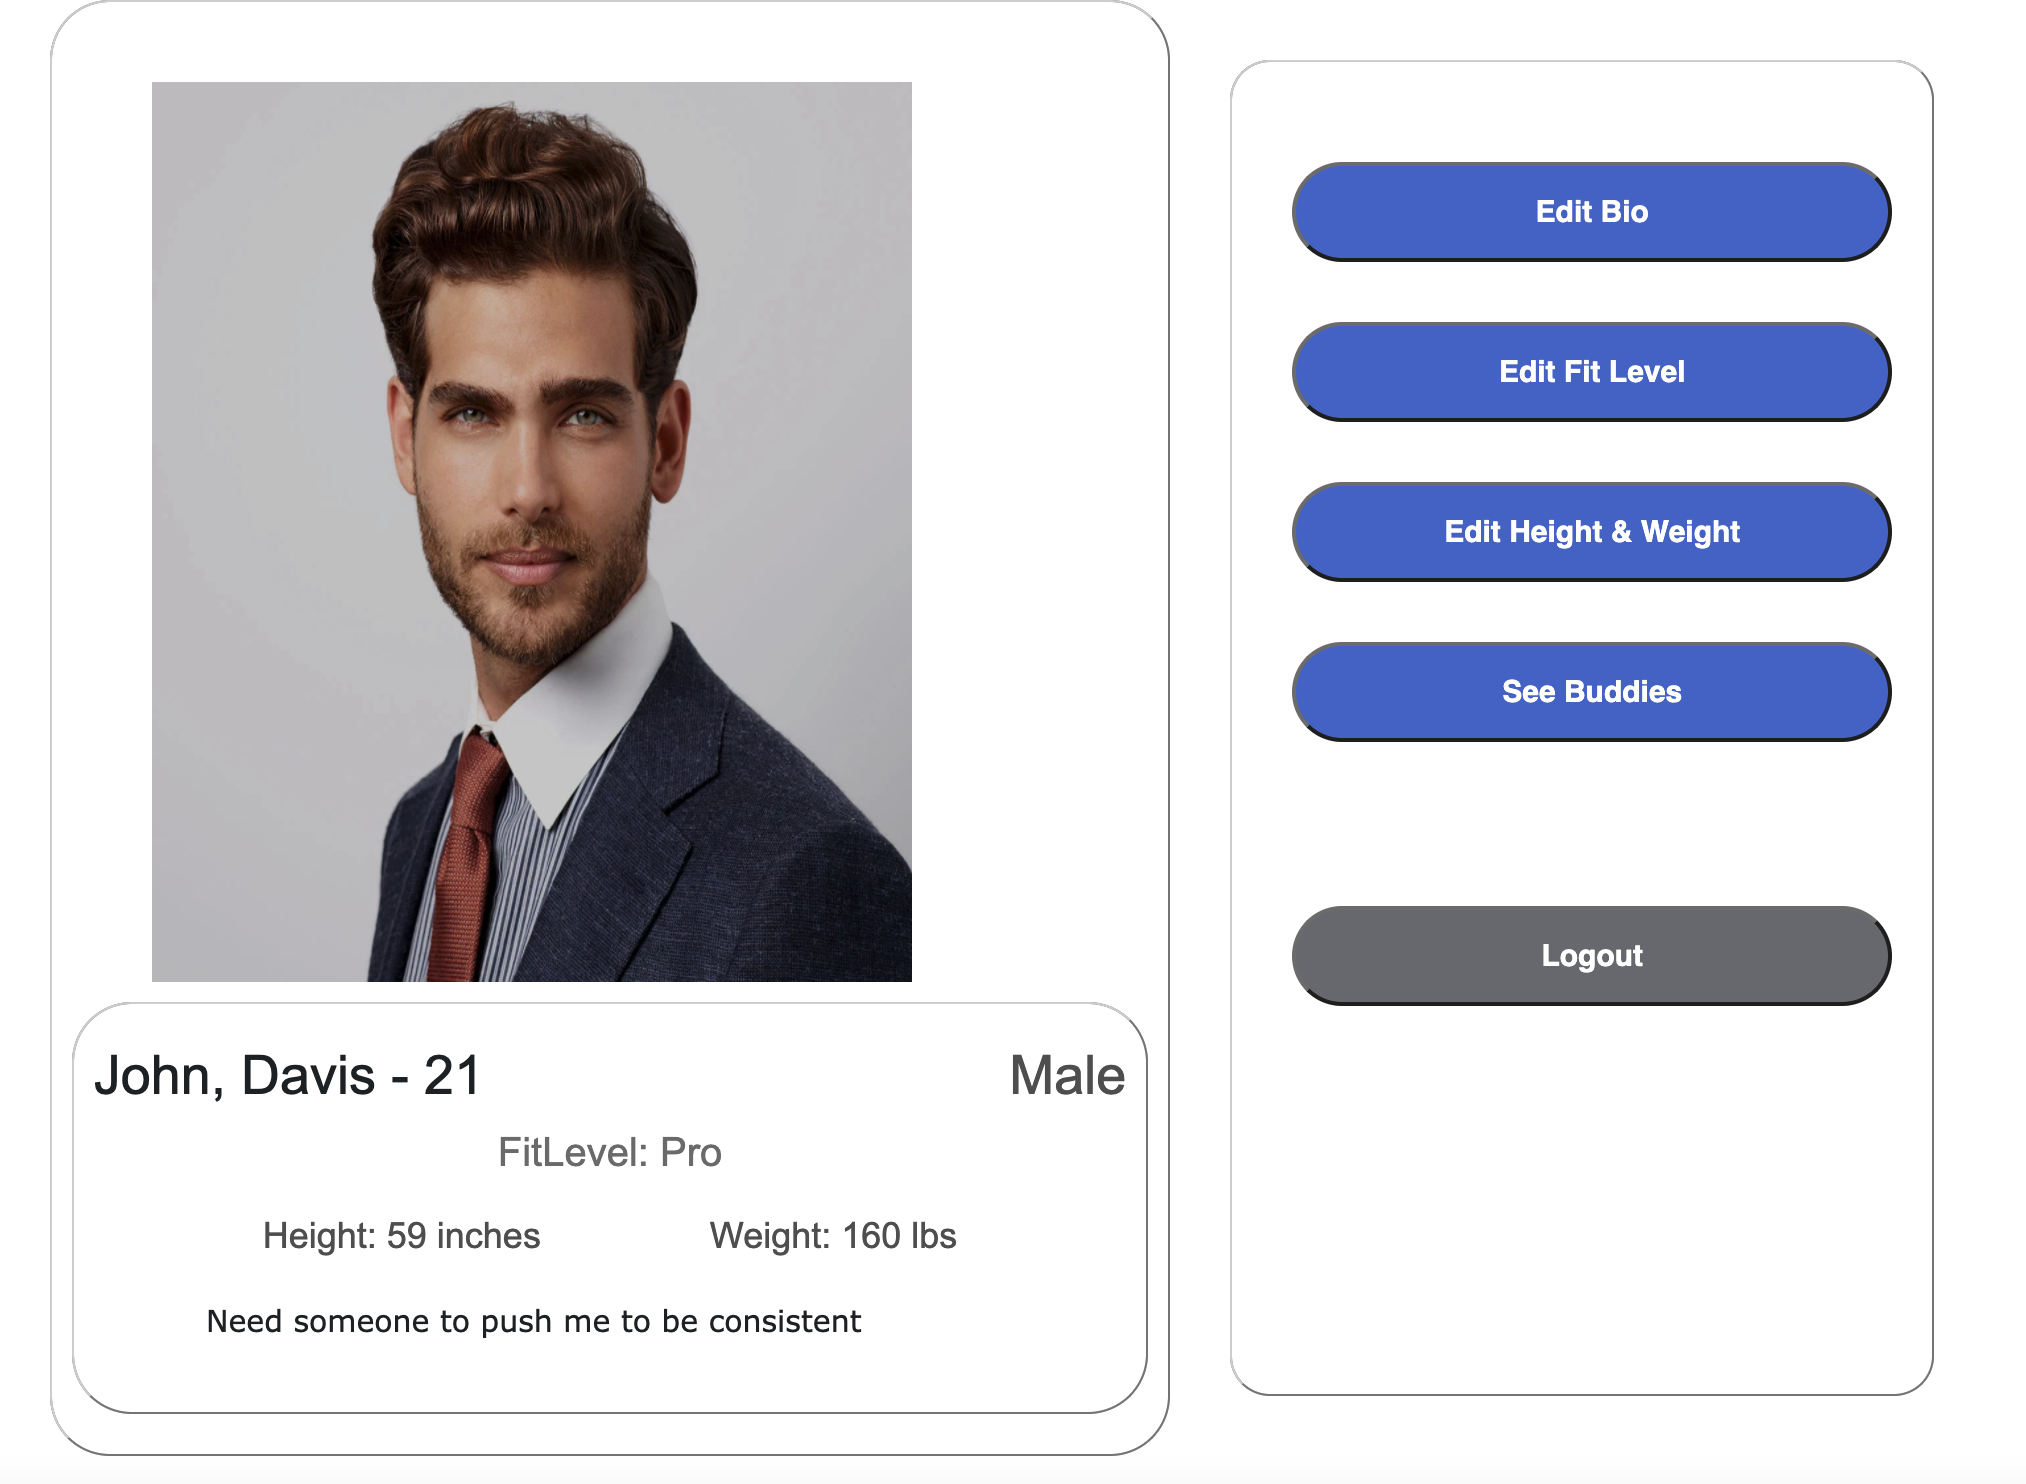 John, Davis - 21
Male
FitLevel: Pro
Height: 59 inches
Weight: 160 lbs
Need someone to push me to be consistent
Edit Bio
Edit Fit Level
Edit Height & Weight
See Buddies
Logout